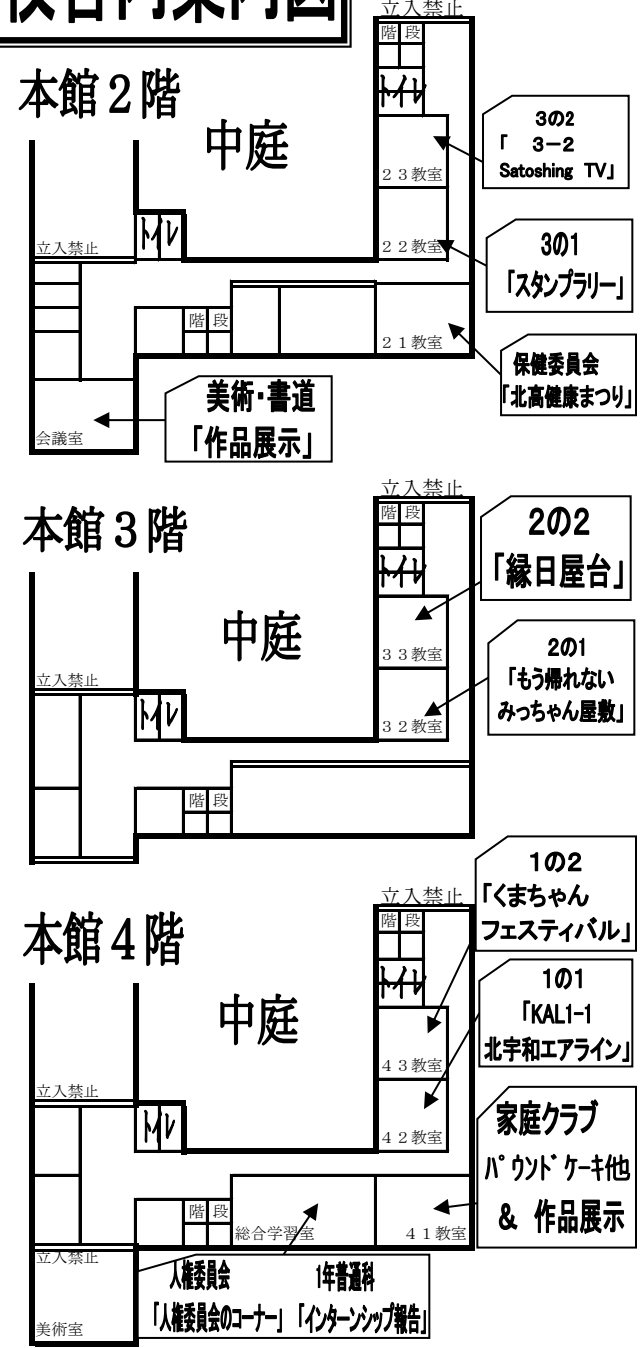 校舎内案内図
立入禁止
階 段
本館２階
トイレ
中庭
3の2
「　3－2
Satoshing TV」
２３教室
トイレ
立入禁止
２２教室
3の1
「スタンプラリー」
階 段
２１教室
保健委員会
「北高健康まつり」
美術・書道
「作品展示」
会議室
立入禁止
階 段
本館３階
2の2
「縁日屋台」
トイレ
中庭
３３教室
2の1
「もう帰れない
みっちゃん屋敷」
立入禁止
トイレ
３２教室
階 段
1の2
「くまちゃん
フェスティバル」
立入禁止
階 段
本館４階
トイレ
1の1
「KAL1-1
北宇和エアライン」
中庭
４３教室
立入禁止
トイレ
４２教室
家庭クラブ
パウンドケーキ他
＆ 作品展示
階 段
総合学習室
４１教室
立入禁止
人権委員会　1年普通科
「人権委員会のコーナー」「インターンシップ報告」
美術室